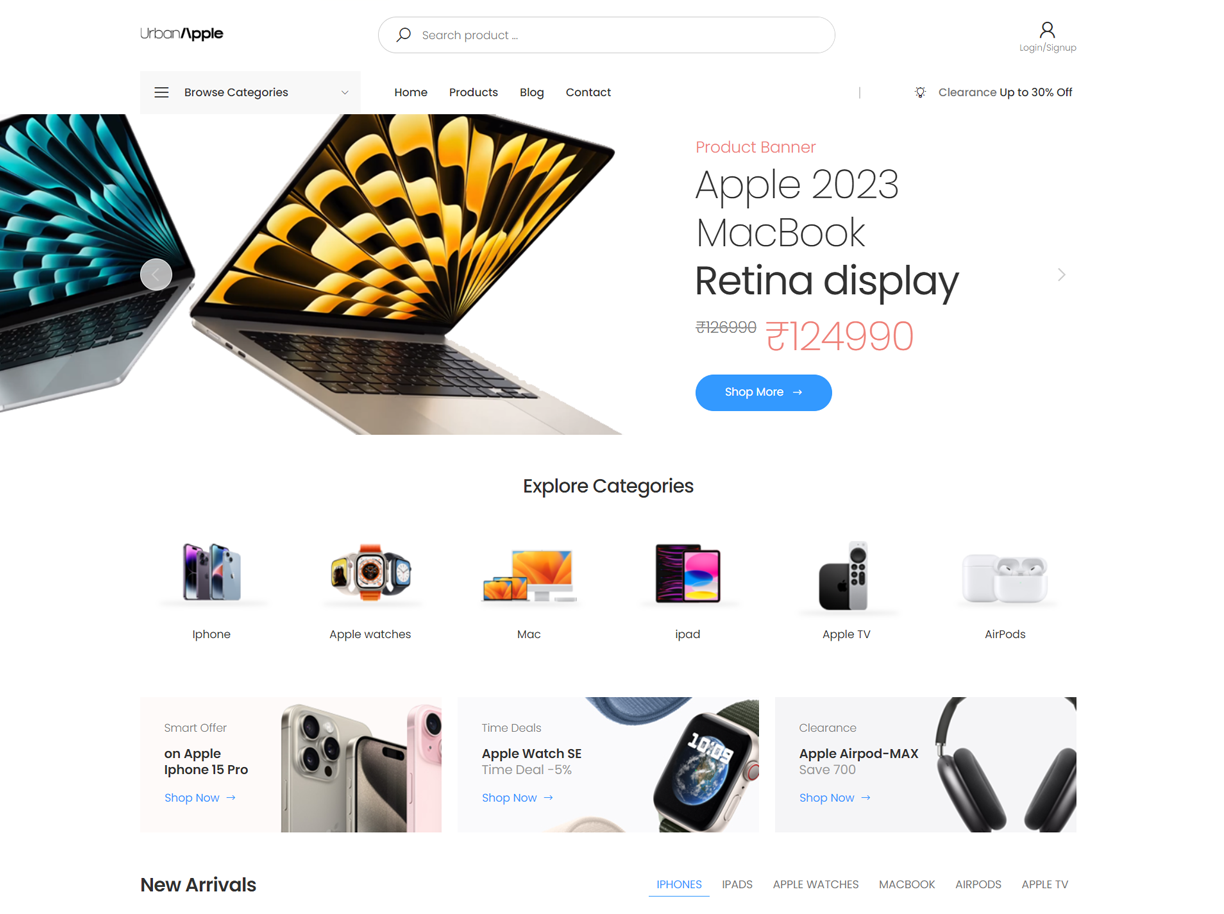 UrbanApple
Search product ...
Login/Signup
Browse Categories
Home
Products
Blog
Contact
|
Clearance Up to 30% Off
Product Banner
Apple 2023
MacBook
Retina display
₹126990 ₹124990
Shop More →
Explore Categories
Iphone
Apple watches
Mac
ipad
Apple TV
AirPods
Smart Offer
on Apple
Iphone 15 Pro
Shop Now →
Time Deals
Apple Watch SE
Time Deal -5%
Shop Now →
10:09
Clearance
Apple Airpod-MAX
Save 700
Shop Now →
New Arrivals
IPHONES
IPADS
APPLE WATCHES
MACBOOK
AIRPODS
APPLE TV